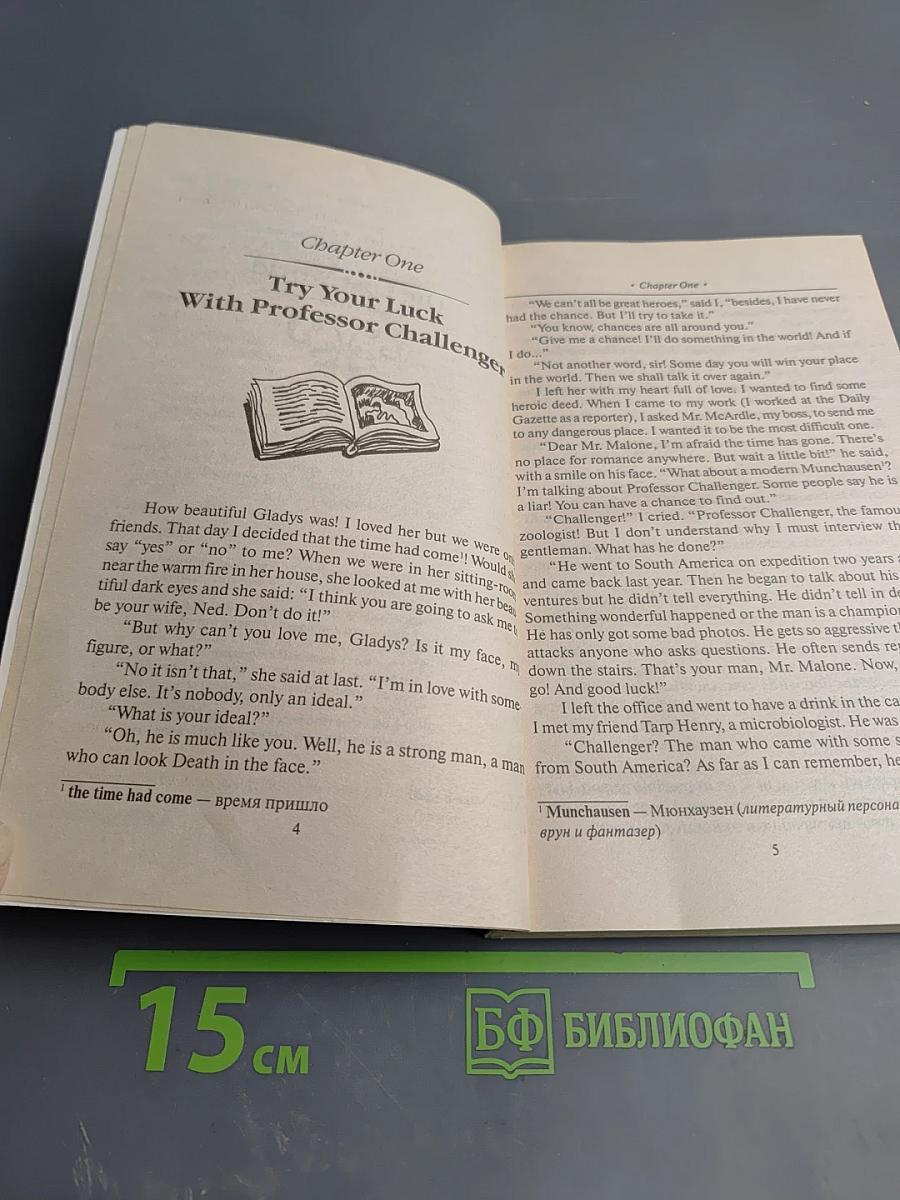 Chapter One
Try Your Luck
With Professor Challenger
How beautiful Gladys was! I loved her but we were
friends. That day I decided that the time had come¹! Would
say “yes” or “no” to me? When we were in her sitting-roo
near the warm fire in her house, she looked at me with her beau
tiful dark eyes and she said: “I think you are going to ask me
be your wife, Ned. Don't do it!”
“But why can't you love me, Gladys? Is it my face, m
figure, or what?”
“No it isn't that,” she said at last. “I'm in love with some
body else. It's nobody, only an ideal.”
“What is your ideal?”
“Oh, he is much like you. Well, he is a strong man, a man
who can look Death in the face.”
¹ the time had come — время пришло
4
• Chapter One •
“We can't all be great heroes,” said I, “besides, I have never
had the chance. But I'll try to take it.”
“You know, chances are all around you.”
“Give me a chance! I'll do something in the world! And if
I do...”
“Not another word, sir! Some day you will win your place
in the world. Then we shall talk it over again.”
I left her with my heart full of love. I wanted to find some
heroic deed. When I came to my work (I worked at the Daily
Gazette as a reporter), I asked Mr. McArdle, my boss, to send me
to any dangerous place. I wanted it to be the most difficult one.
“Dear Mr. Malone, I'm afraid the time has gone. There's
no place for romance anywhere. But wait a little bit!” he said,
with a smile on his face. “What about a modern Munchausen¹?
I'm talking about Professor Challenger. Some people say he is
a liar! You can have a chance to find out.”
“Challenger!” I cried. “Professor Challenger, the famou
zoologist! But I don't understand why I must interview th
gentleman. What has he done?”
“He went to South America on expedition two years a
and came back last year. Then he began to talk about his
ventures but he didn't tell everything. He didn't tell in de
Something wonderful happened or the man is a champion
He has only got some bad photos. He gets so aggressive th
attacks anyone who asks questions. He often sends re
down the stairs. That's your man, Mr. Malone. Now,
go! And good luck!”
I left the office and went to have a drink in the ca
I met my friend Tarp Henry, a microbiologist. He was
“Challenger? The man who came with some s
from South America? As far as I can remember, he
¹ Munchausen — Мюнхаузен (литературный персона
врун и фантазер)
5
15 см
БФ БИБЛИОФАН